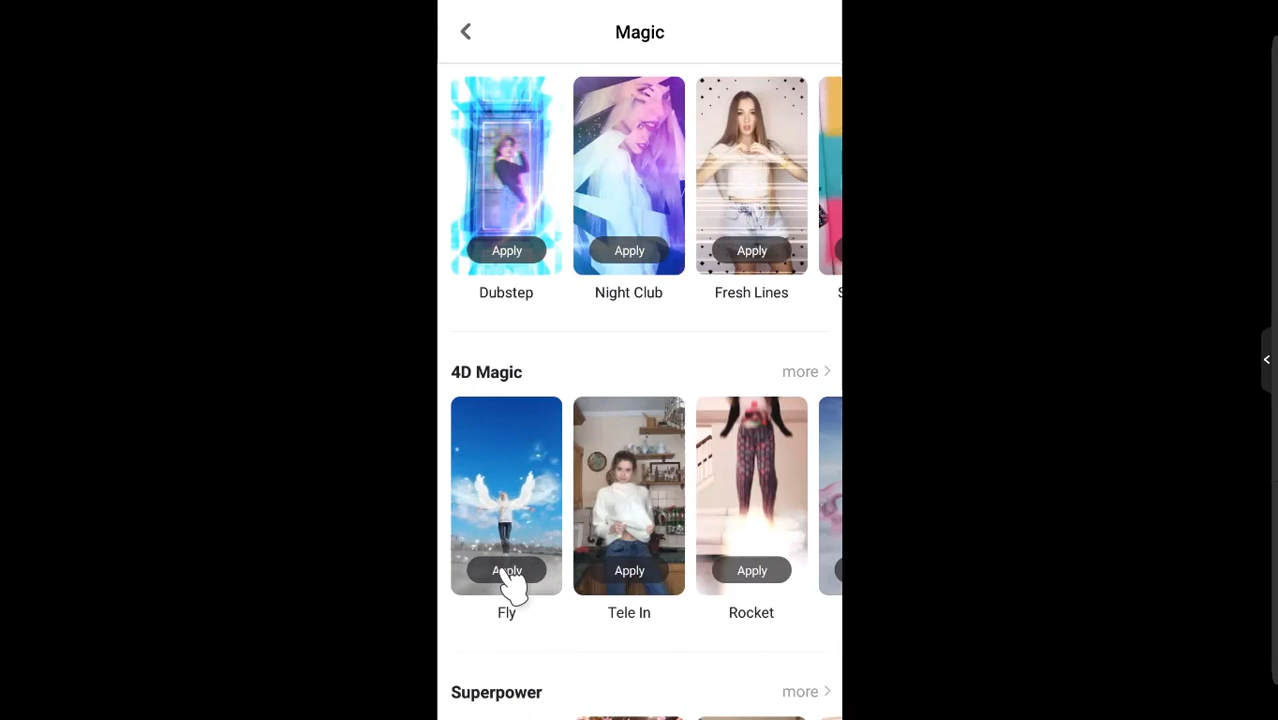 Magic
Apply Apply Apply
Dubstep Night Club Fresh Lines
4D Magic more
Apply Apply Apply
Fly Tele In Rocket
Superpower more